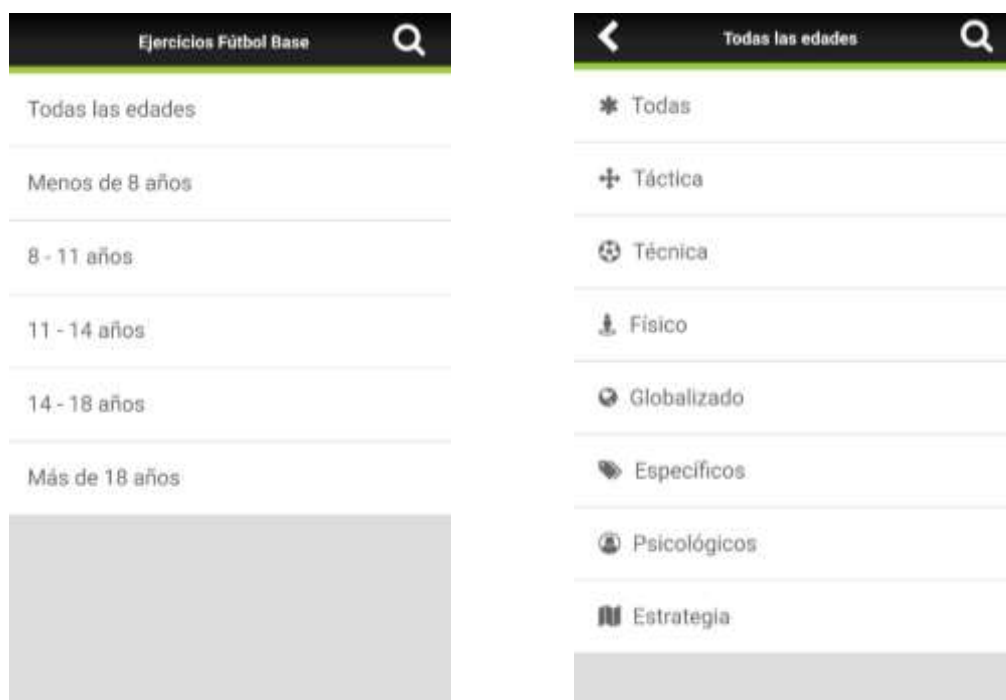 Ejercicios Fútbol Base
Todas las edades
Menos de 8 años
8 - 11 años
11 - 14 años
14 - 18 años
Más de 18 años
Todas las edades
Todas
Táctica
Técnica
Físico
Globalizado
Específicos
Psicológicos
Estrategia